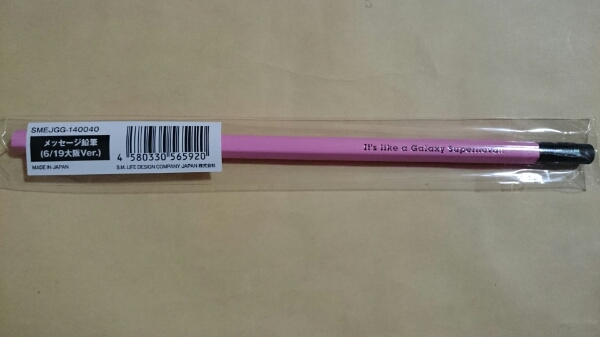 SMEJGG-140040
メッセージ鉛筆
(6/19大阪Ver.)
MADE IN JAPAN
4 580330 565920
S.M. LIFE DESIGN COMPANY JAPAN 株式会社
It's like a Galaxy Supernova!!